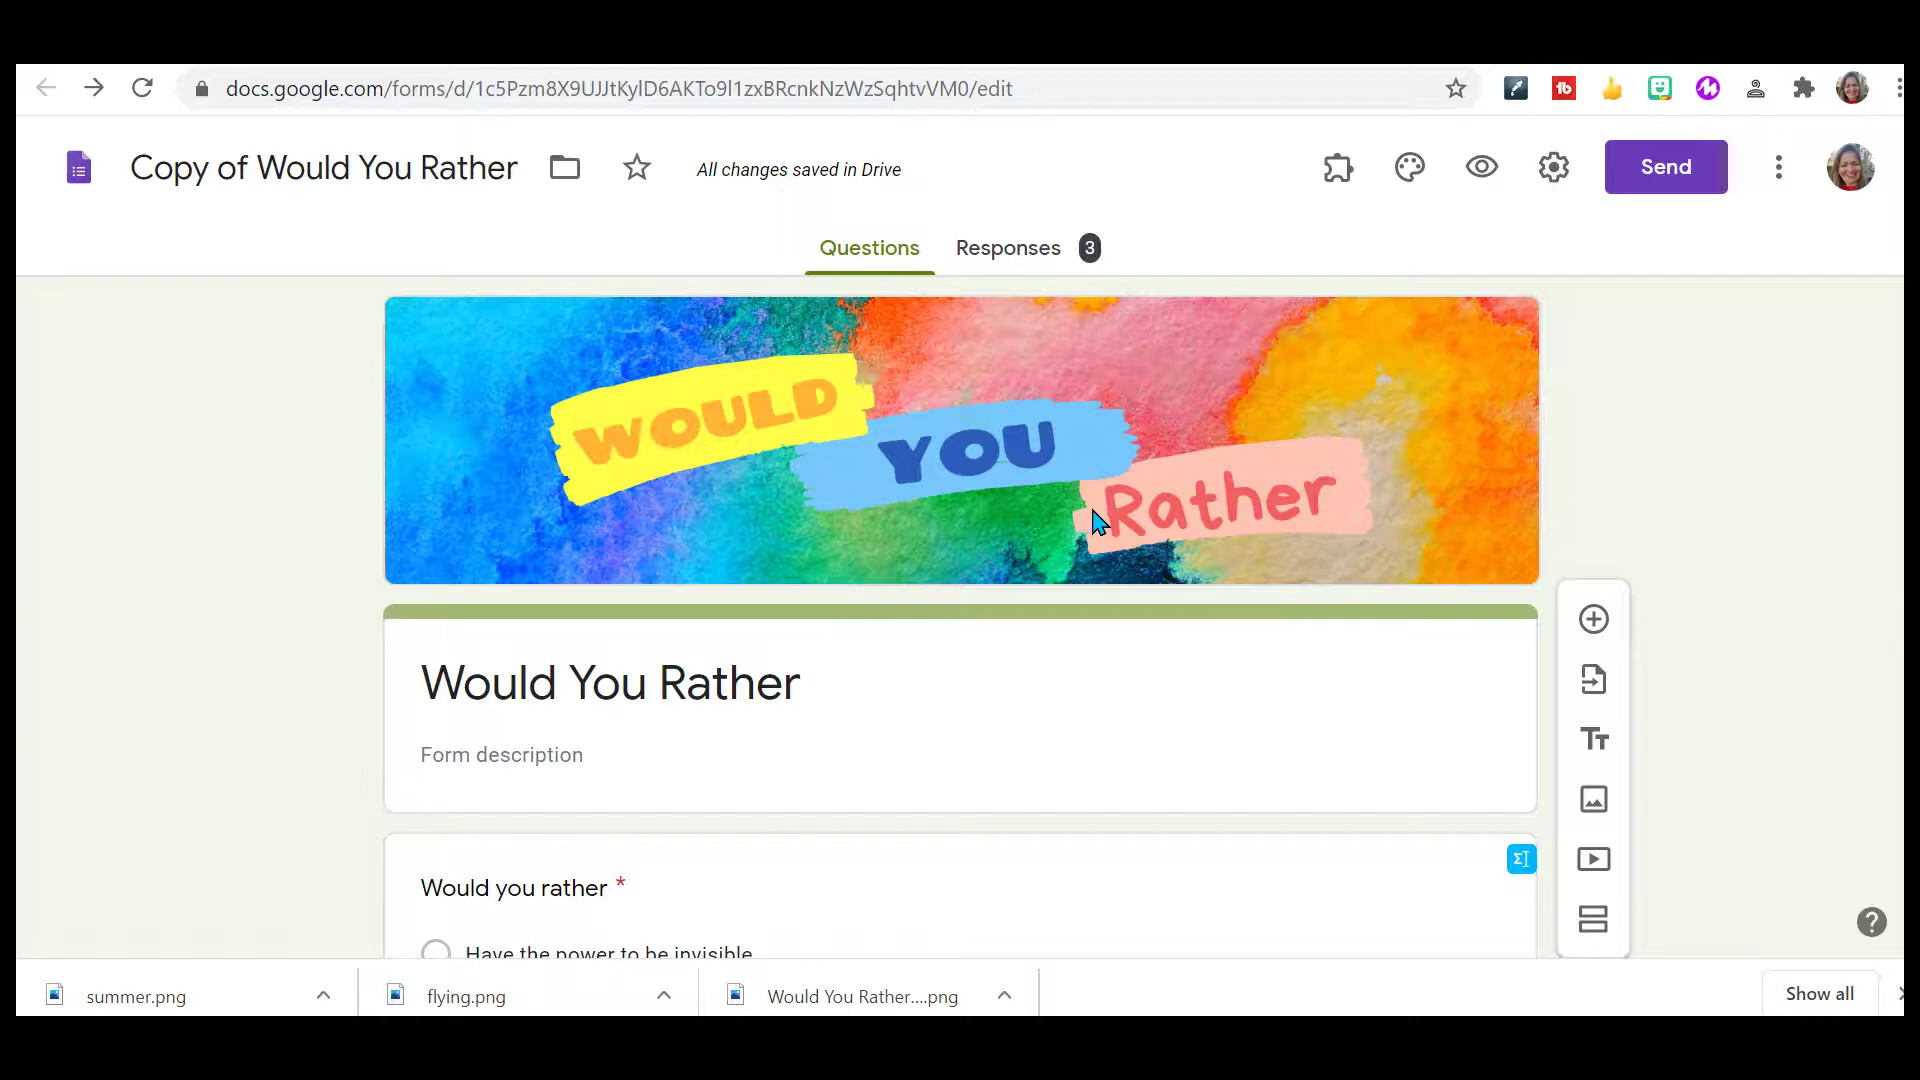 docs.google.com/forms/d/1c5Pzm8X9UJJtKylD6AKTo9l1zxBRcnkNzWzSqhtvVM0/edit
Copy of Would You Rather
All changes saved in Drive
Send
Questions
Responses 3
WOULD
YOU
Rather
Would You Rather
Form description
Would you rather *
Have the power to be invisible
summer.png
flying.png
Would You Rather....png
Show all